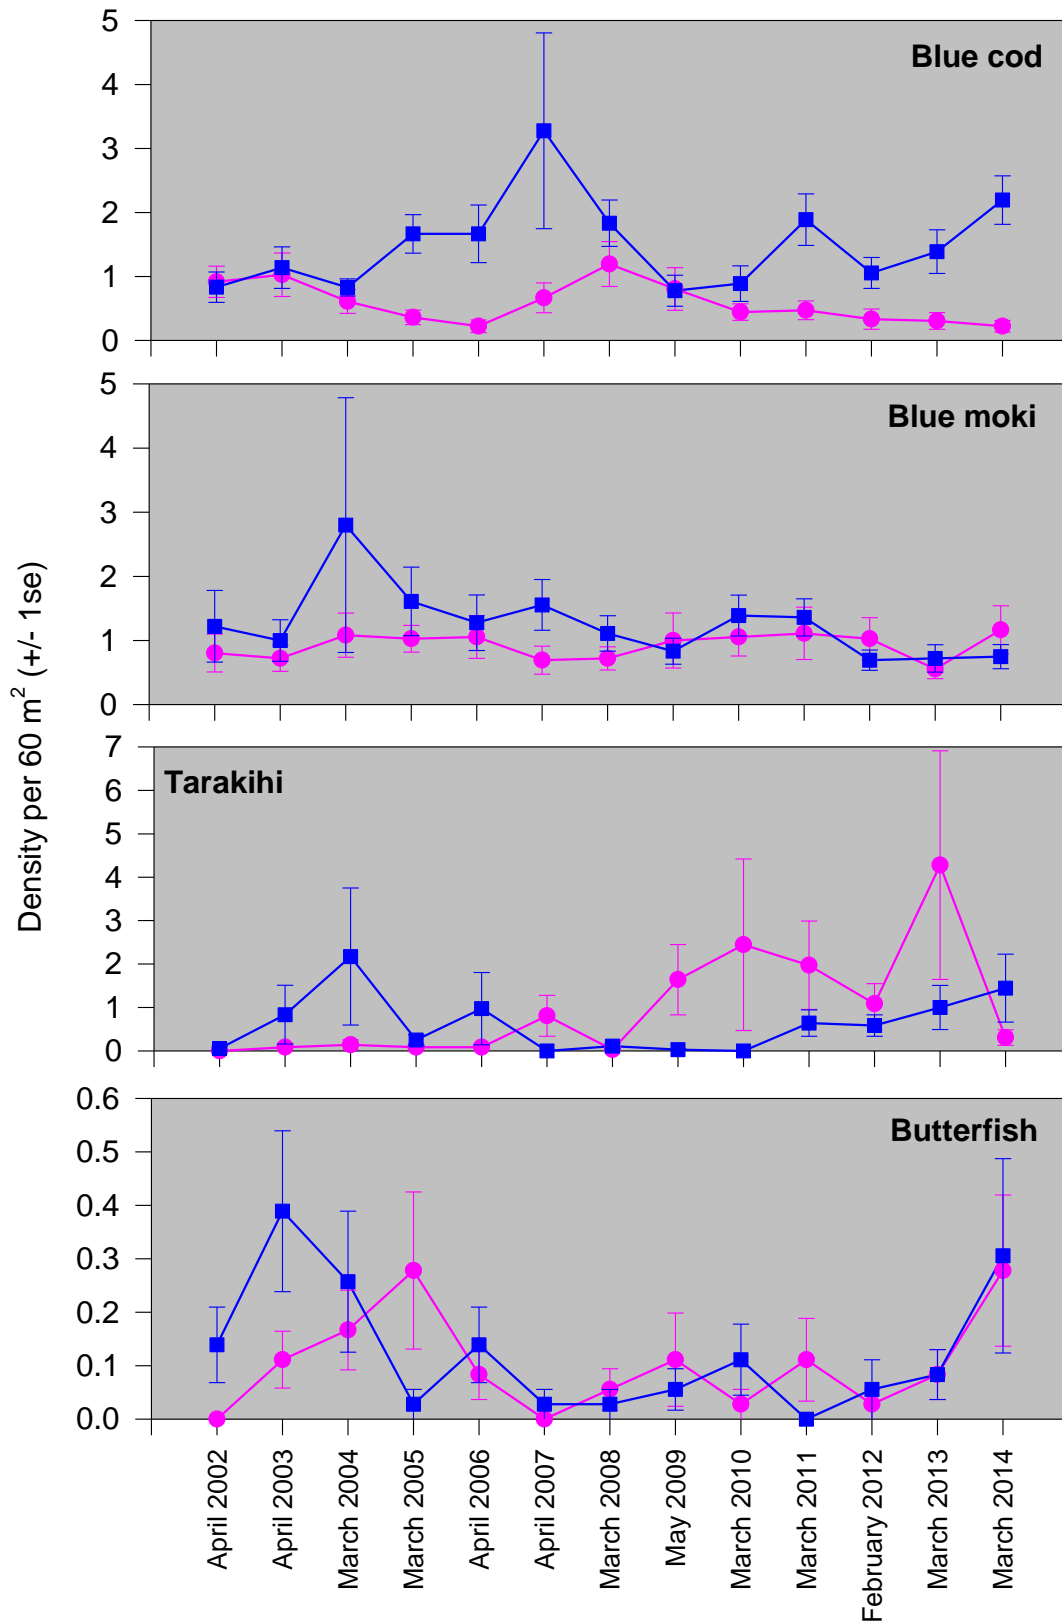 Density per 60 m² (+/- 1se)
Blue cod
5
4
3
2
1
0
Blue moki
5
4
3
2
1
0
Tarakihi
7
6
5
4
3
2
1
0
Butterfish
0.6
0.5
0.4
0.3
0.2
0.1
0.0
April 2002
April 2003
March 2004
March 2005
April 2006
April 2007
March 2008
May 2009
March 2010
March 2011
February 2012
March 2013
March 2014